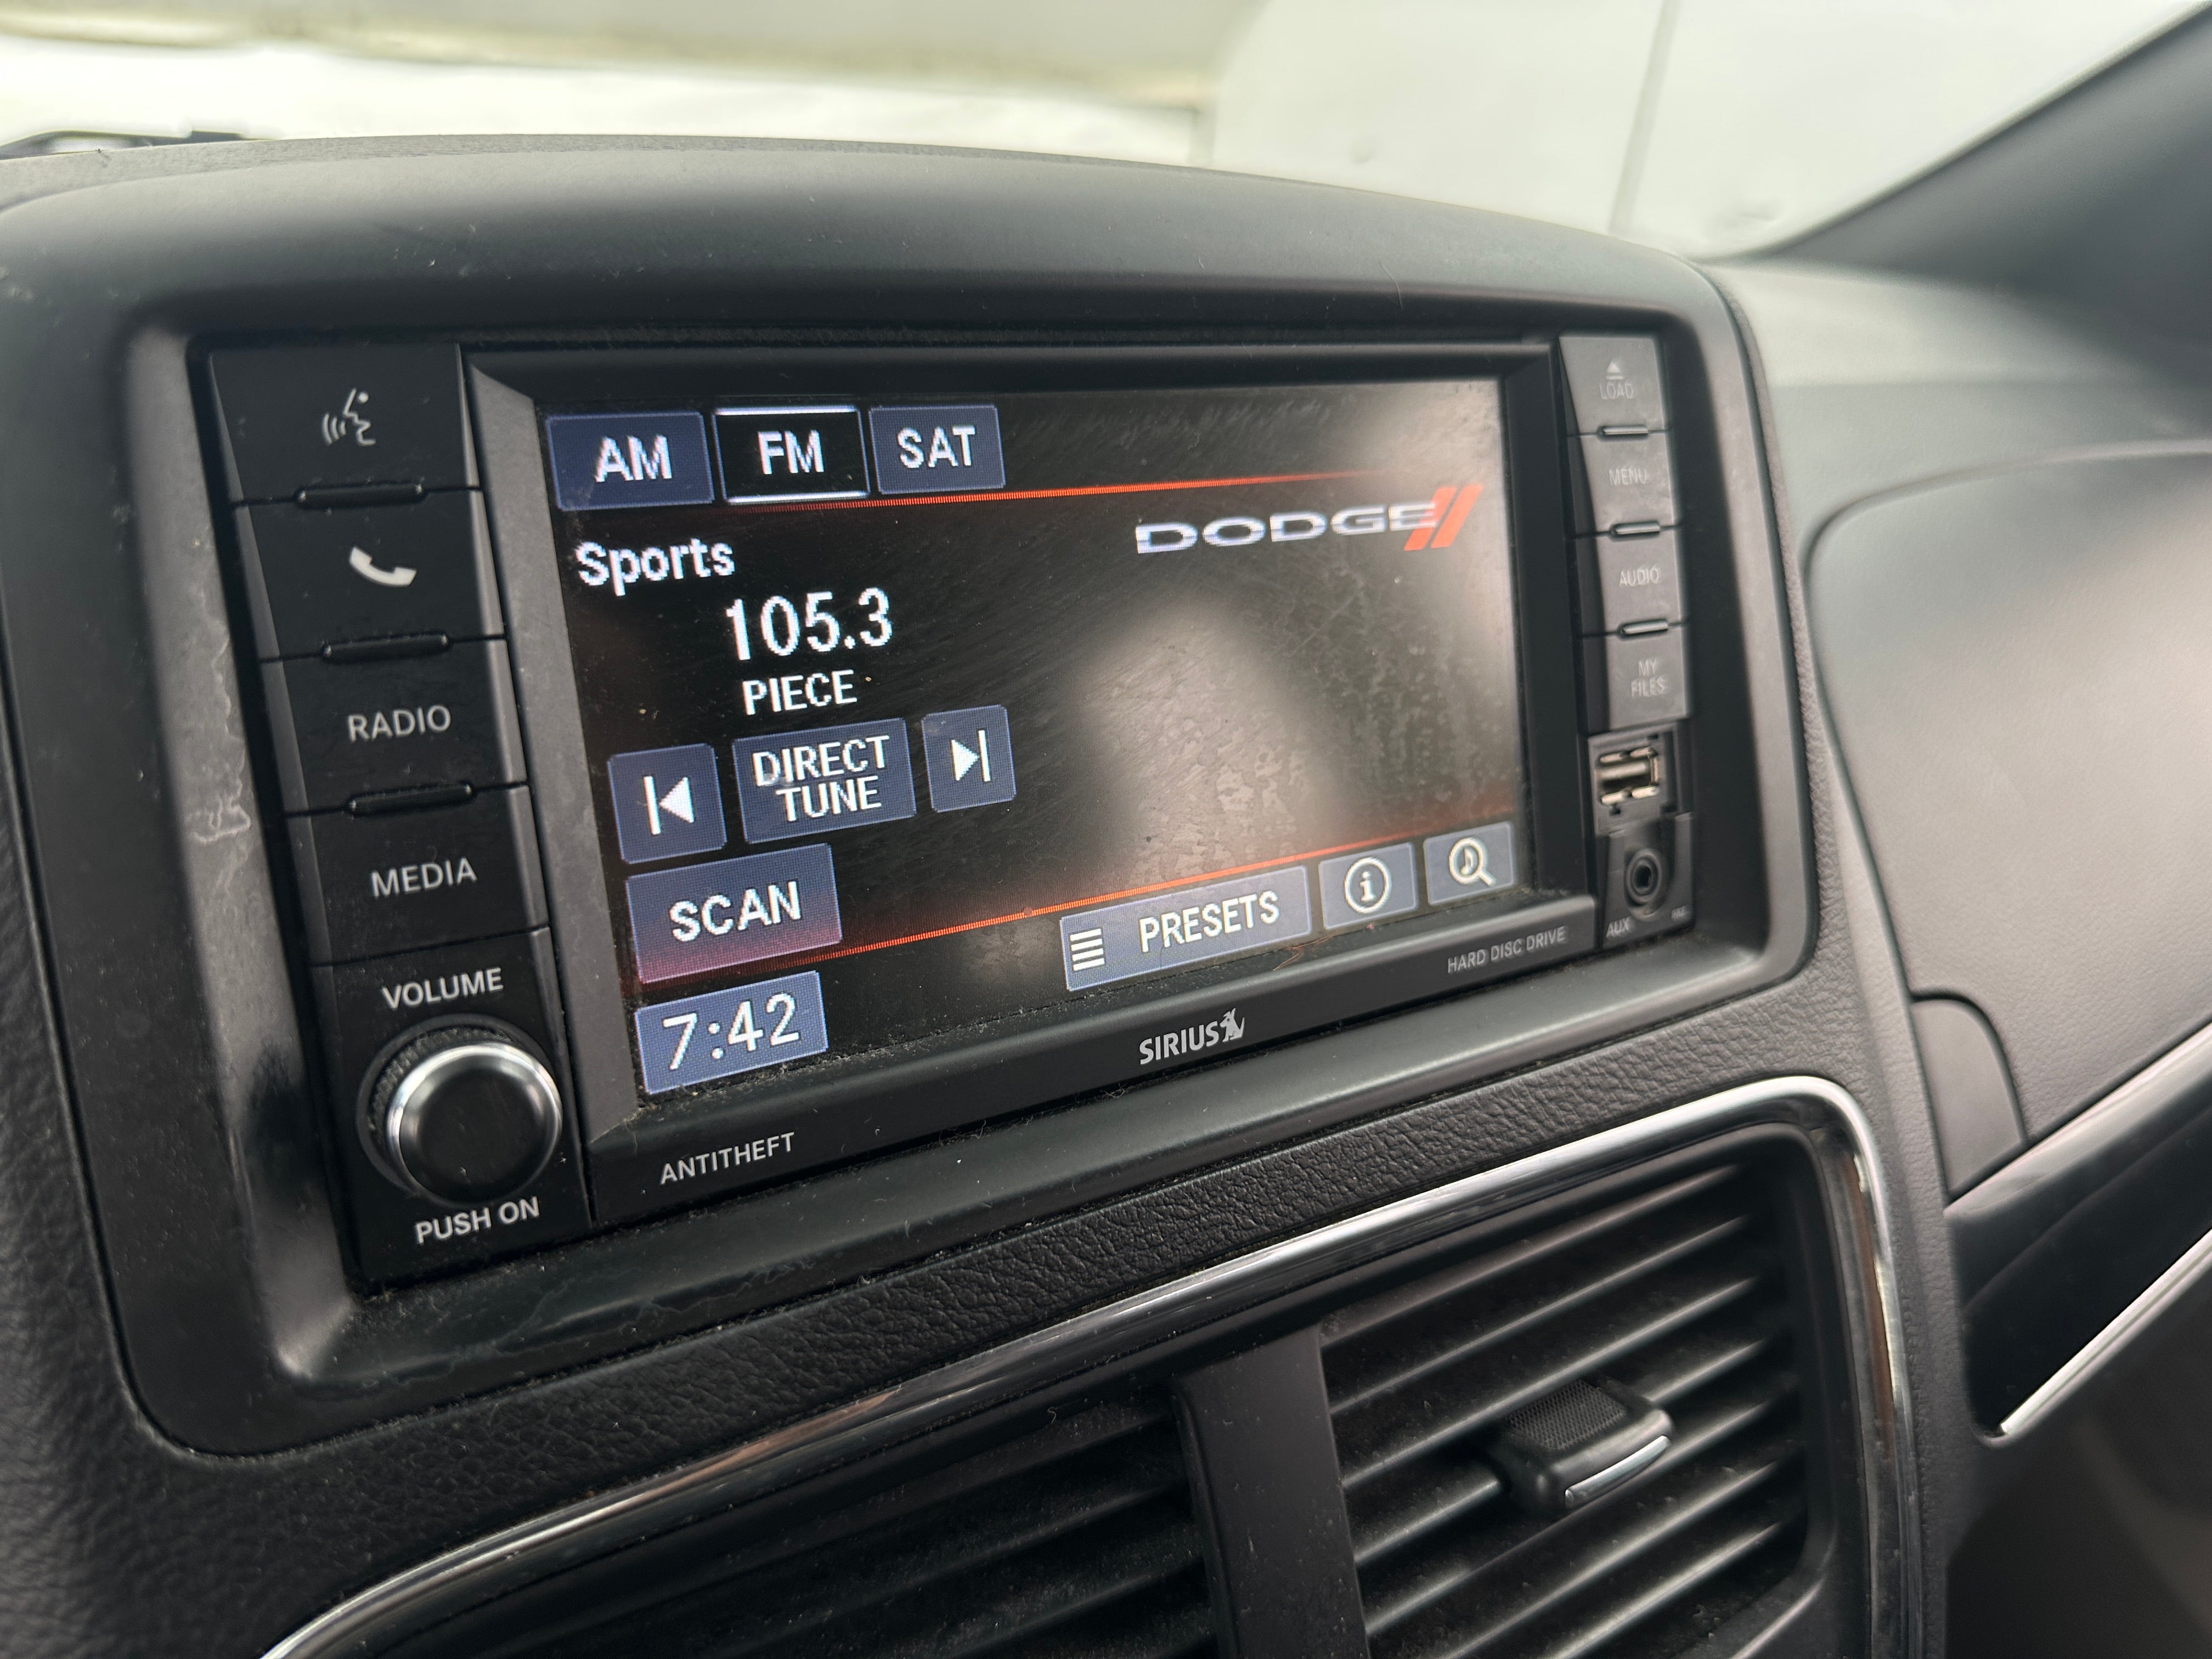 LOAD
MENU
AUDIO
MY
FILES
AUX
RADIO
MEDIA
VOLUME
PUSH ON
AM FM SAT
DODGE
Sports
105.3
PIECE
DIRECT
TUNE
SCAN
PRESETS
7:42
HARD DISC DRIVE
SIRIUS
ANTITHEFT